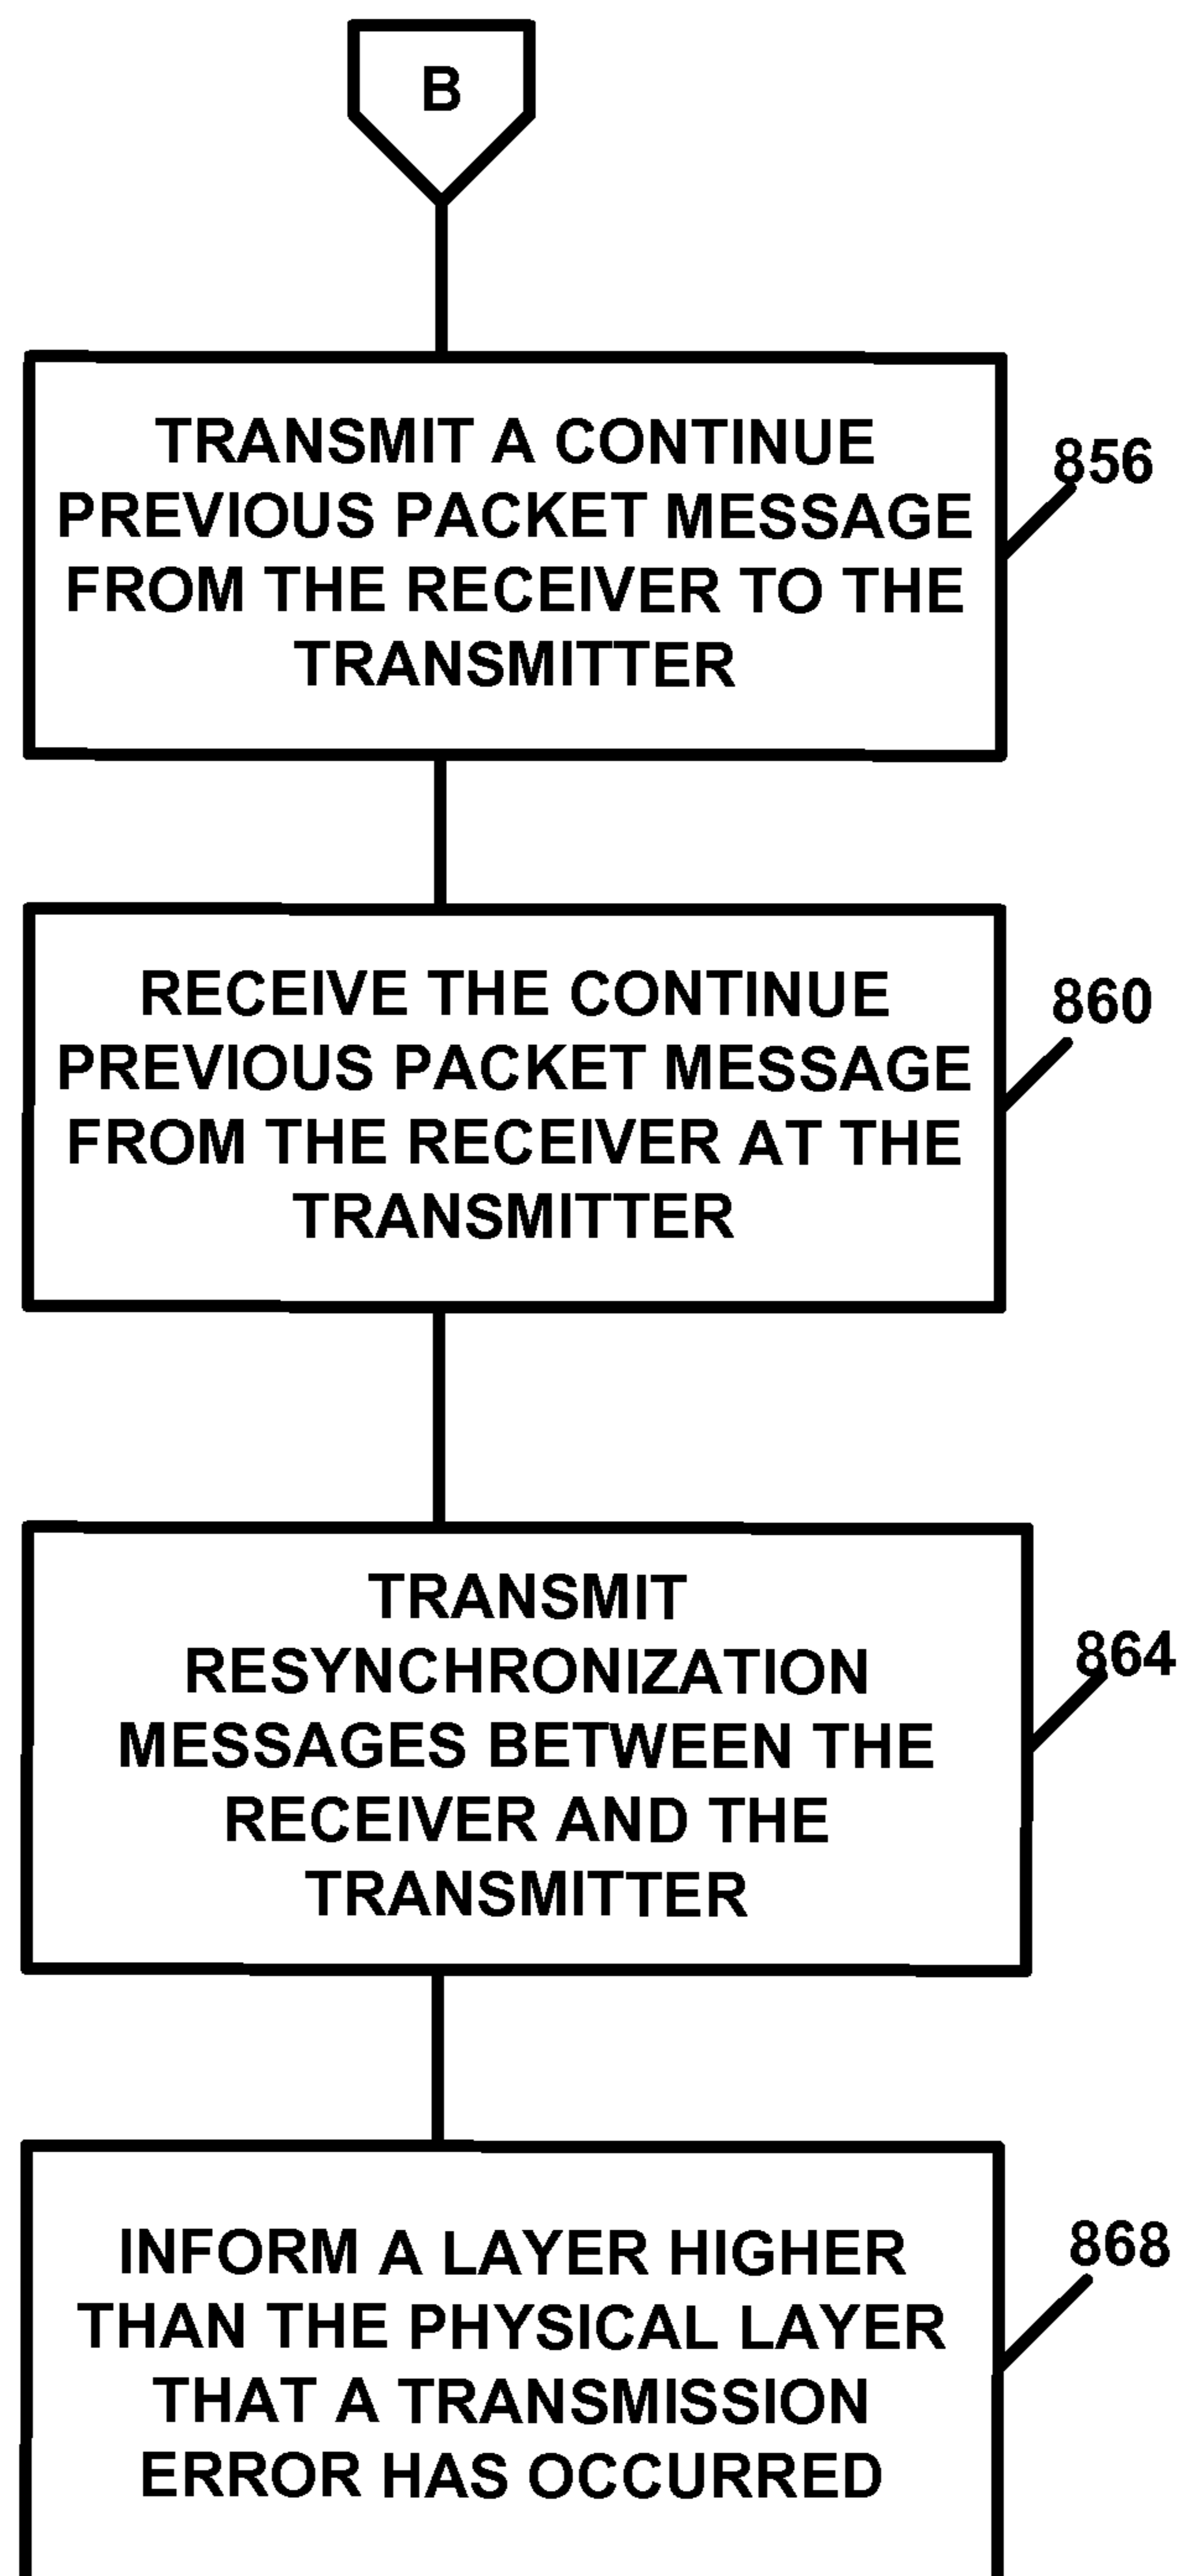 B
TRANSMIT A CONTINUE
PREVIOUS PACKET MESSAGE
FROM THE RECEIVER TO THE
TRANSMITTER
856
RECEIVE THE CONTINUE
PREVIOUS PACKET MESSAGE
FROM THE RECEIVER AT THE
TRANSMITTER
860
TRANSMIT
RESYNCHRONIZATION
MESSAGES BETWEEN THE
RECEIVER AND THE
TRANSMITTER
864
INFORM A LAYER HIGHER
THAN THE PHYSICAL LAYER
THAT A TRANSMISSION
ERROR HAS OCCURRED
868